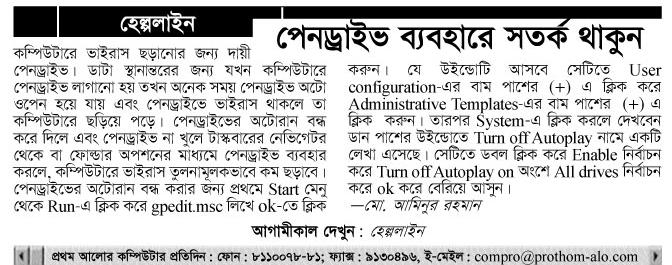 হেল্পলাইন
পেনড্রাইভ ব্যবহারে সতর্ক থাকুন
কম্পিউটারে ভাইরাস ছড়ানোর জন্য দায়ী
পেনড্রাইভ। ডাটা স্থানান্তরের জন্য যখন কম্পিউটারে
পেনড্রাইভ লাগানো হয় তখন অনেক সময় পেনড্রাইভ অটো
ওপেন হয়ে যায় এবং পেনড্রাইভে ভাইরাস থাকলে তা
কম্পিউটারে ছড়িয়ে পড়ে। পেনড্রাইভের অটোরান বন্ধ
করে দিলে এবং পেনড্রাইভ না খুলে টাস্কবারের নেভিগেটর
থেকে বা ফোল্ডার অপশনের মাধ্যমে পেনড্রাইভ ব্যবহার
করলে, কম্পিউটারে ভাইরাস তুলনামূলকভাবে কম ছড়াবে।
পেনড্রাইভের অটোরান বন্ধ করার জন্য প্রথমে Start মেনু
থেকে Run-এ ক্লিক করে gpedit.msc লিখে ok-তে ক্লিক
করুন। যে উইন্ডোটি আসবে সেটিতে User
configuration-এর বাম পাশের (+) এ ক্লিক করে
Administrative Templates-এর বাম পাশের (+) এ
ক্লিক করুন। তারপর System-এ ক্লিক করলে দেখবেন
ডান পাশের উইন্ডোতে Turn off Autoplay নামে একটি
লেখা এসেছে। সেটিতে ডবল ক্লিক করে Enable নির্বাচন
করে Turn off Autoplay on অংশে All drives নির্বাচন
করে ok করে বেরিয়ে আসুন।
—মো. আমিনুর রহমান
আগামীকাল দেখুন : হেল্পলাইন
প্রথম আলোর কম্পিউটার প্রতিদিন : ফোন : ৮১১০০৭৮-৮১; ফ্যাক্স : ৯১৩০৪৯৬, ই-মেইল : compro@prothom-alo.com